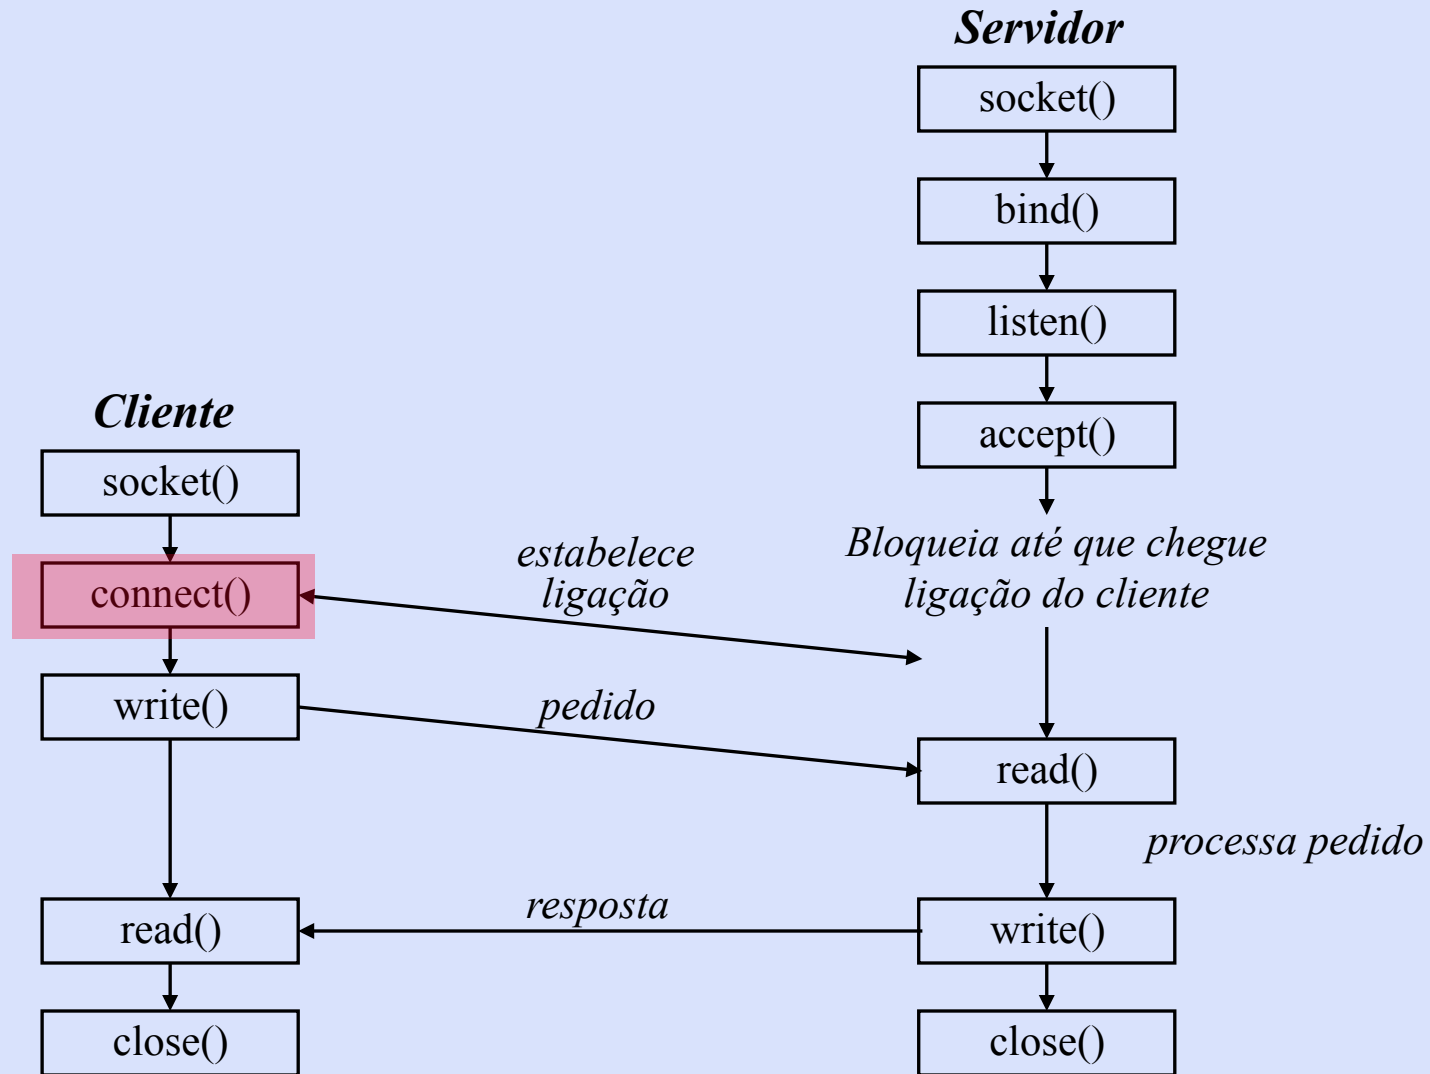 Servidor
socket()
bind()
listen()
accept()
Bloqueia até que chegue
ligação do cliente
read()
processa pedido
write()
close()
Cliente
socket()
connect()
write()
read()
close()
estabelece
ligação
pedido
resposta